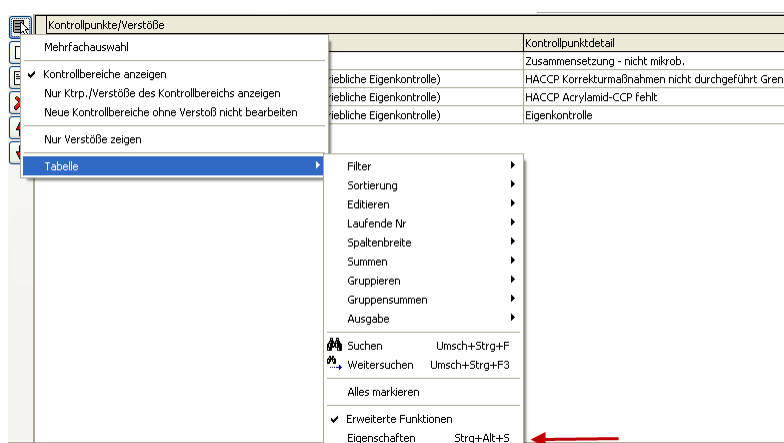 Kontrollpunkte/Verstöße
Mehrfachauswahl
Kontrollpunktdetail
Zusammensetzung - nicht mikrob.
Kontrollbereiche anzeigen
riebliche Eigenkontrolle)
HACCP Korrekturmaßnahmen nicht durchgeführt Gren
Nur Ktrp./Verstöße des Kontrollbereichs anzeigen
riebliche Eigenkontrolle)
HACCP Acrylamid-CCP fehlt
Neue Kontrollbereiche ohne Verstoß nicht bearbeiten
riebliche Eigenkontrolle)
Eigenkontrolle
Nur Verstöße zeigen
Tabelle
Filter
Sortierung
Editieren
Laufende Nr
Spaltenbreite
Summen
Gruppieren
Gruppensummen
Ausgabe
Suchen Umsch+Strg+F
Weitersuchen Umsch+Strg+F3
Alles markieren
Erweiterte Funktionen
Eigenschaften Strg+Alt+S